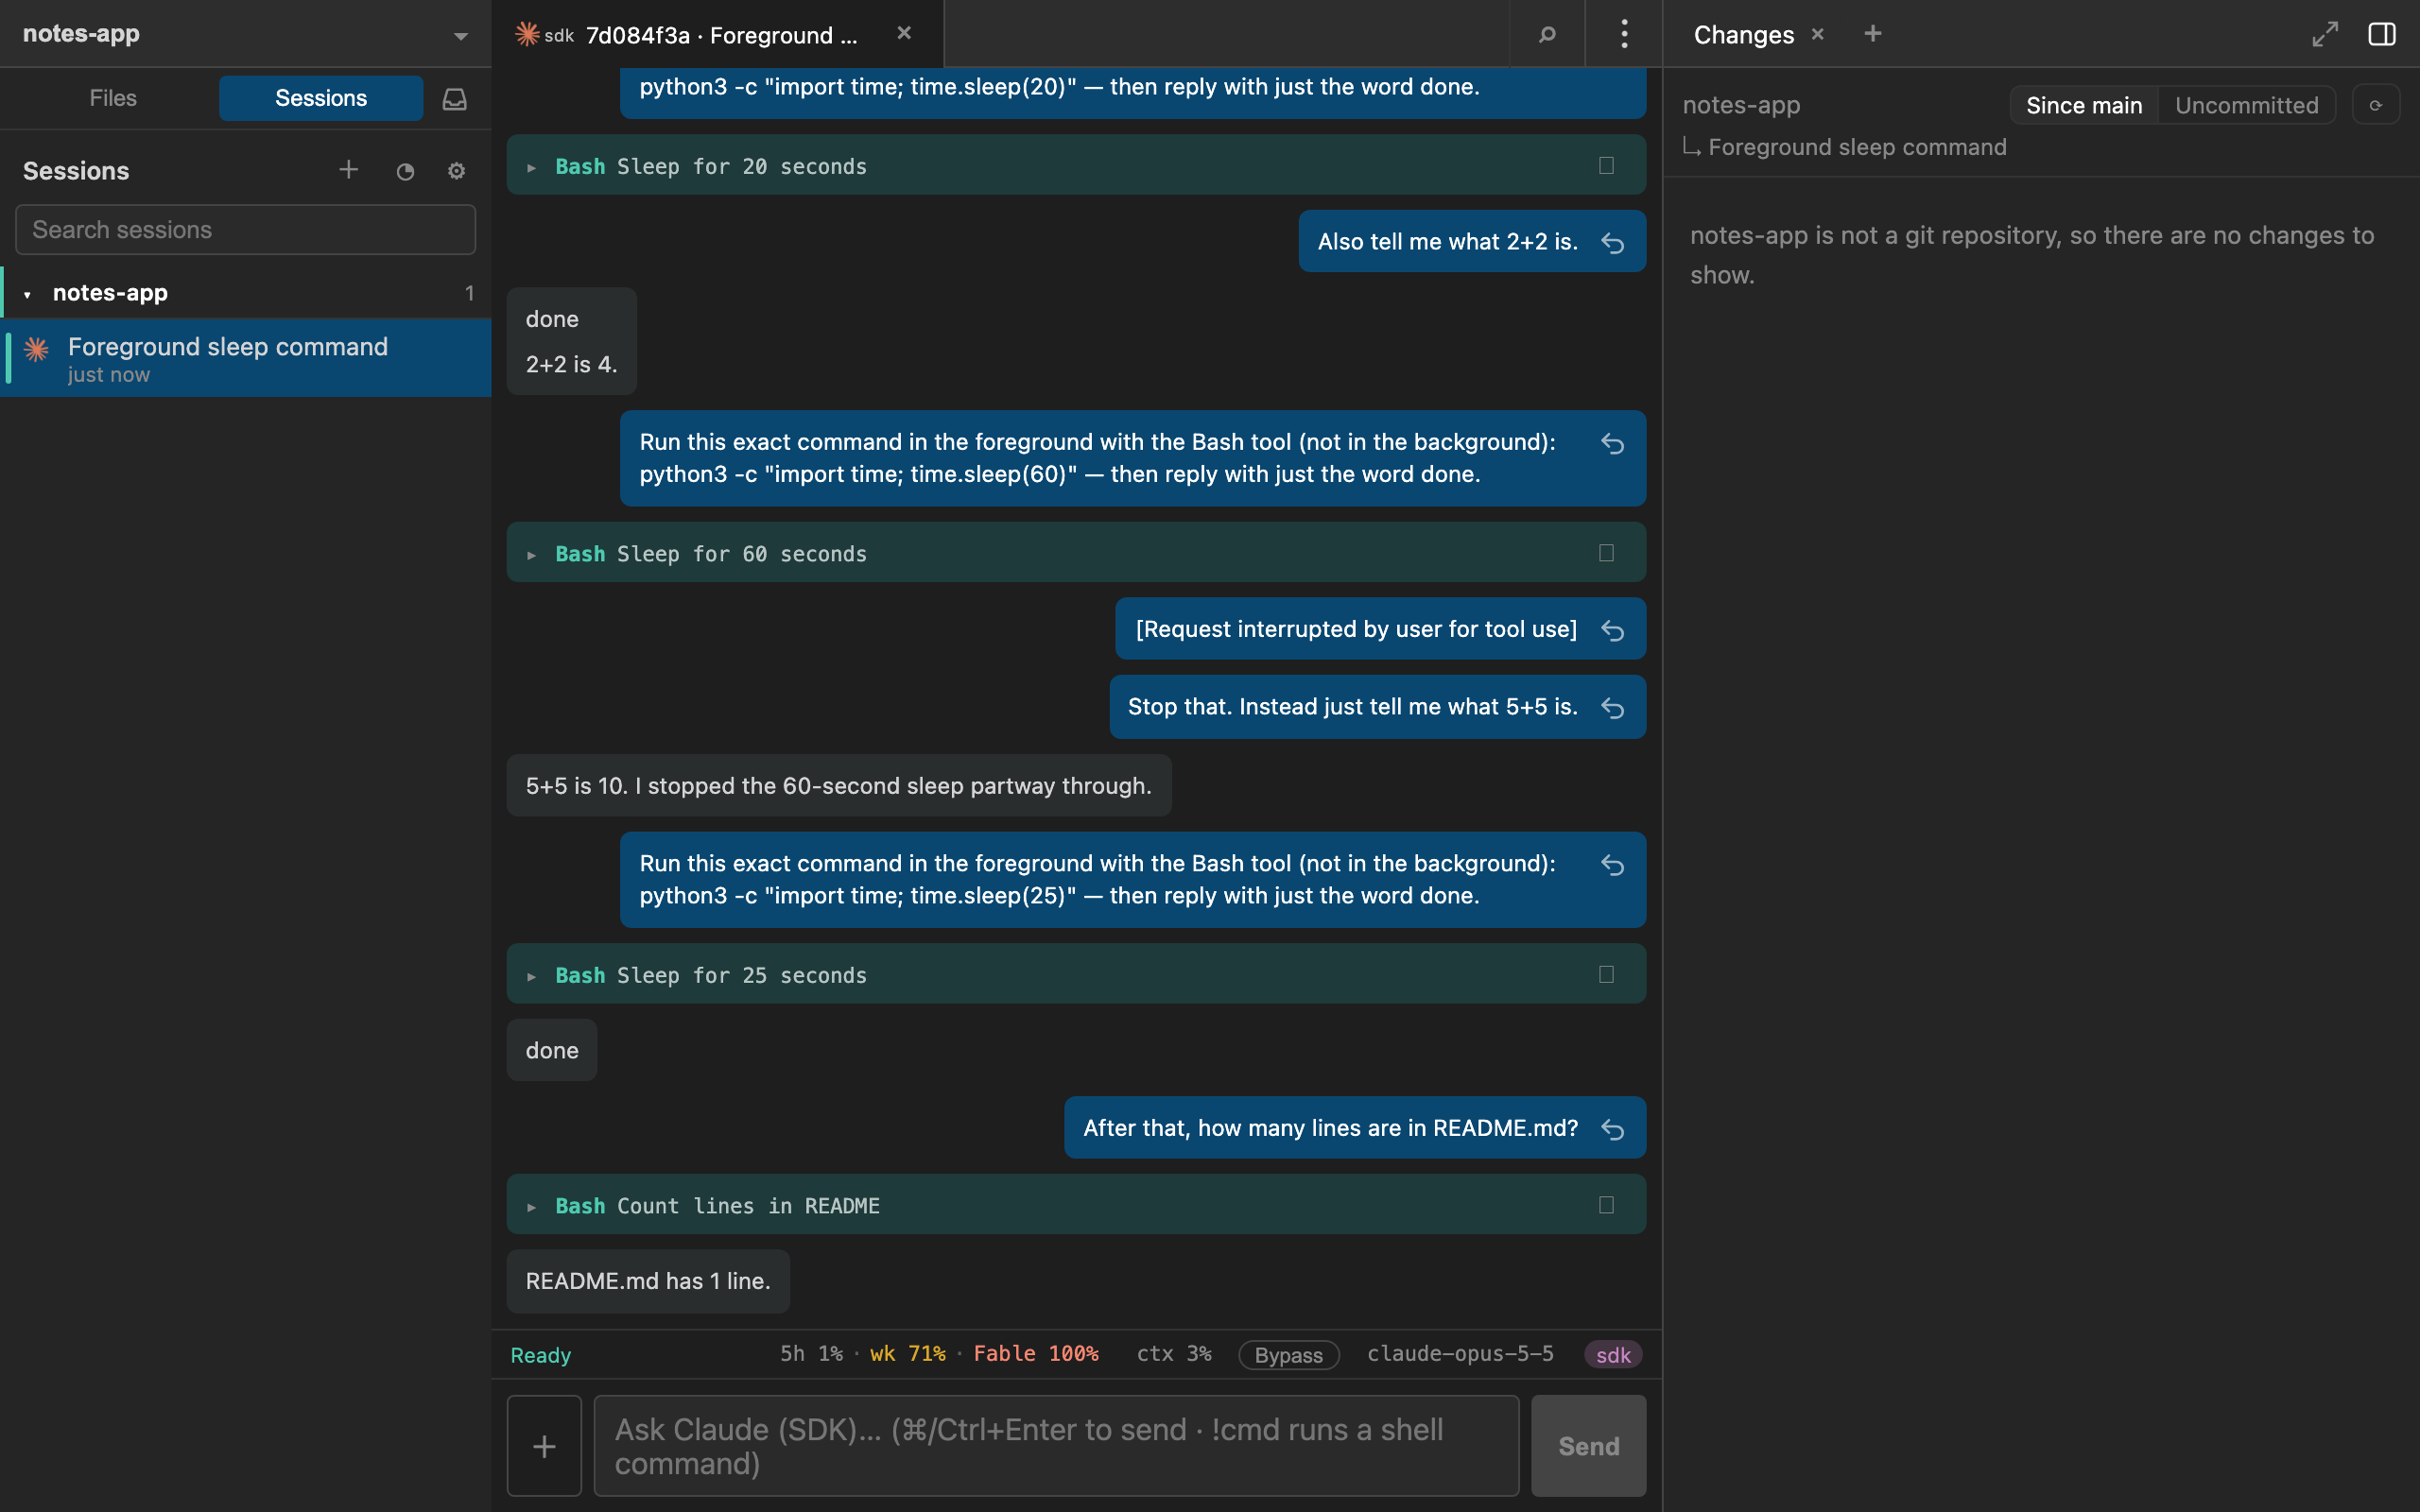 notes-app
Files
Sessions
Sessions
Search sessions
notes-app
1
Foreground sleep command
just now
sdk 7d084f3a · Foreground ...
python3 -c "import time; time.sleep(20)" — then reply with just the word done.
Bash Sleep for 20 seconds
Also tell me what 2+2 is.
done
2+2 is 4.
Run this exact command in the foreground with the Bash tool (not in the background):
python3 -c "import time; time.sleep(60)" — then reply with just the word done.
Bash Sleep for 60 seconds
[Request interrupted by user for tool use]
Stop that. Instead just tell me what 5+5 is.
5+5 is 10. I stopped the 60-second sleep partway through.
Run this exact command in the foreground with the Bash tool (not in the background):
python3 -c "import time; time.sleep(25)" — then reply with just the word done.
Bash Sleep for 25 seconds
done
After that, how many lines are in README.md?
Bash Count lines in README
README.md has 1 line.
Ready
5h 1% · wk 71% · Fable 100%
ctx 3%
Bypass
claude-opus-5-5
sdk
Ask Claude (SDK)... (⌘/Ctrl+Enter to send · !cmd runs a shell
command)
Send
Changes
notes-app
Since main
Uncommitted
Foreground sleep command
notes-app is not a git repository, so there are no changes to
show.